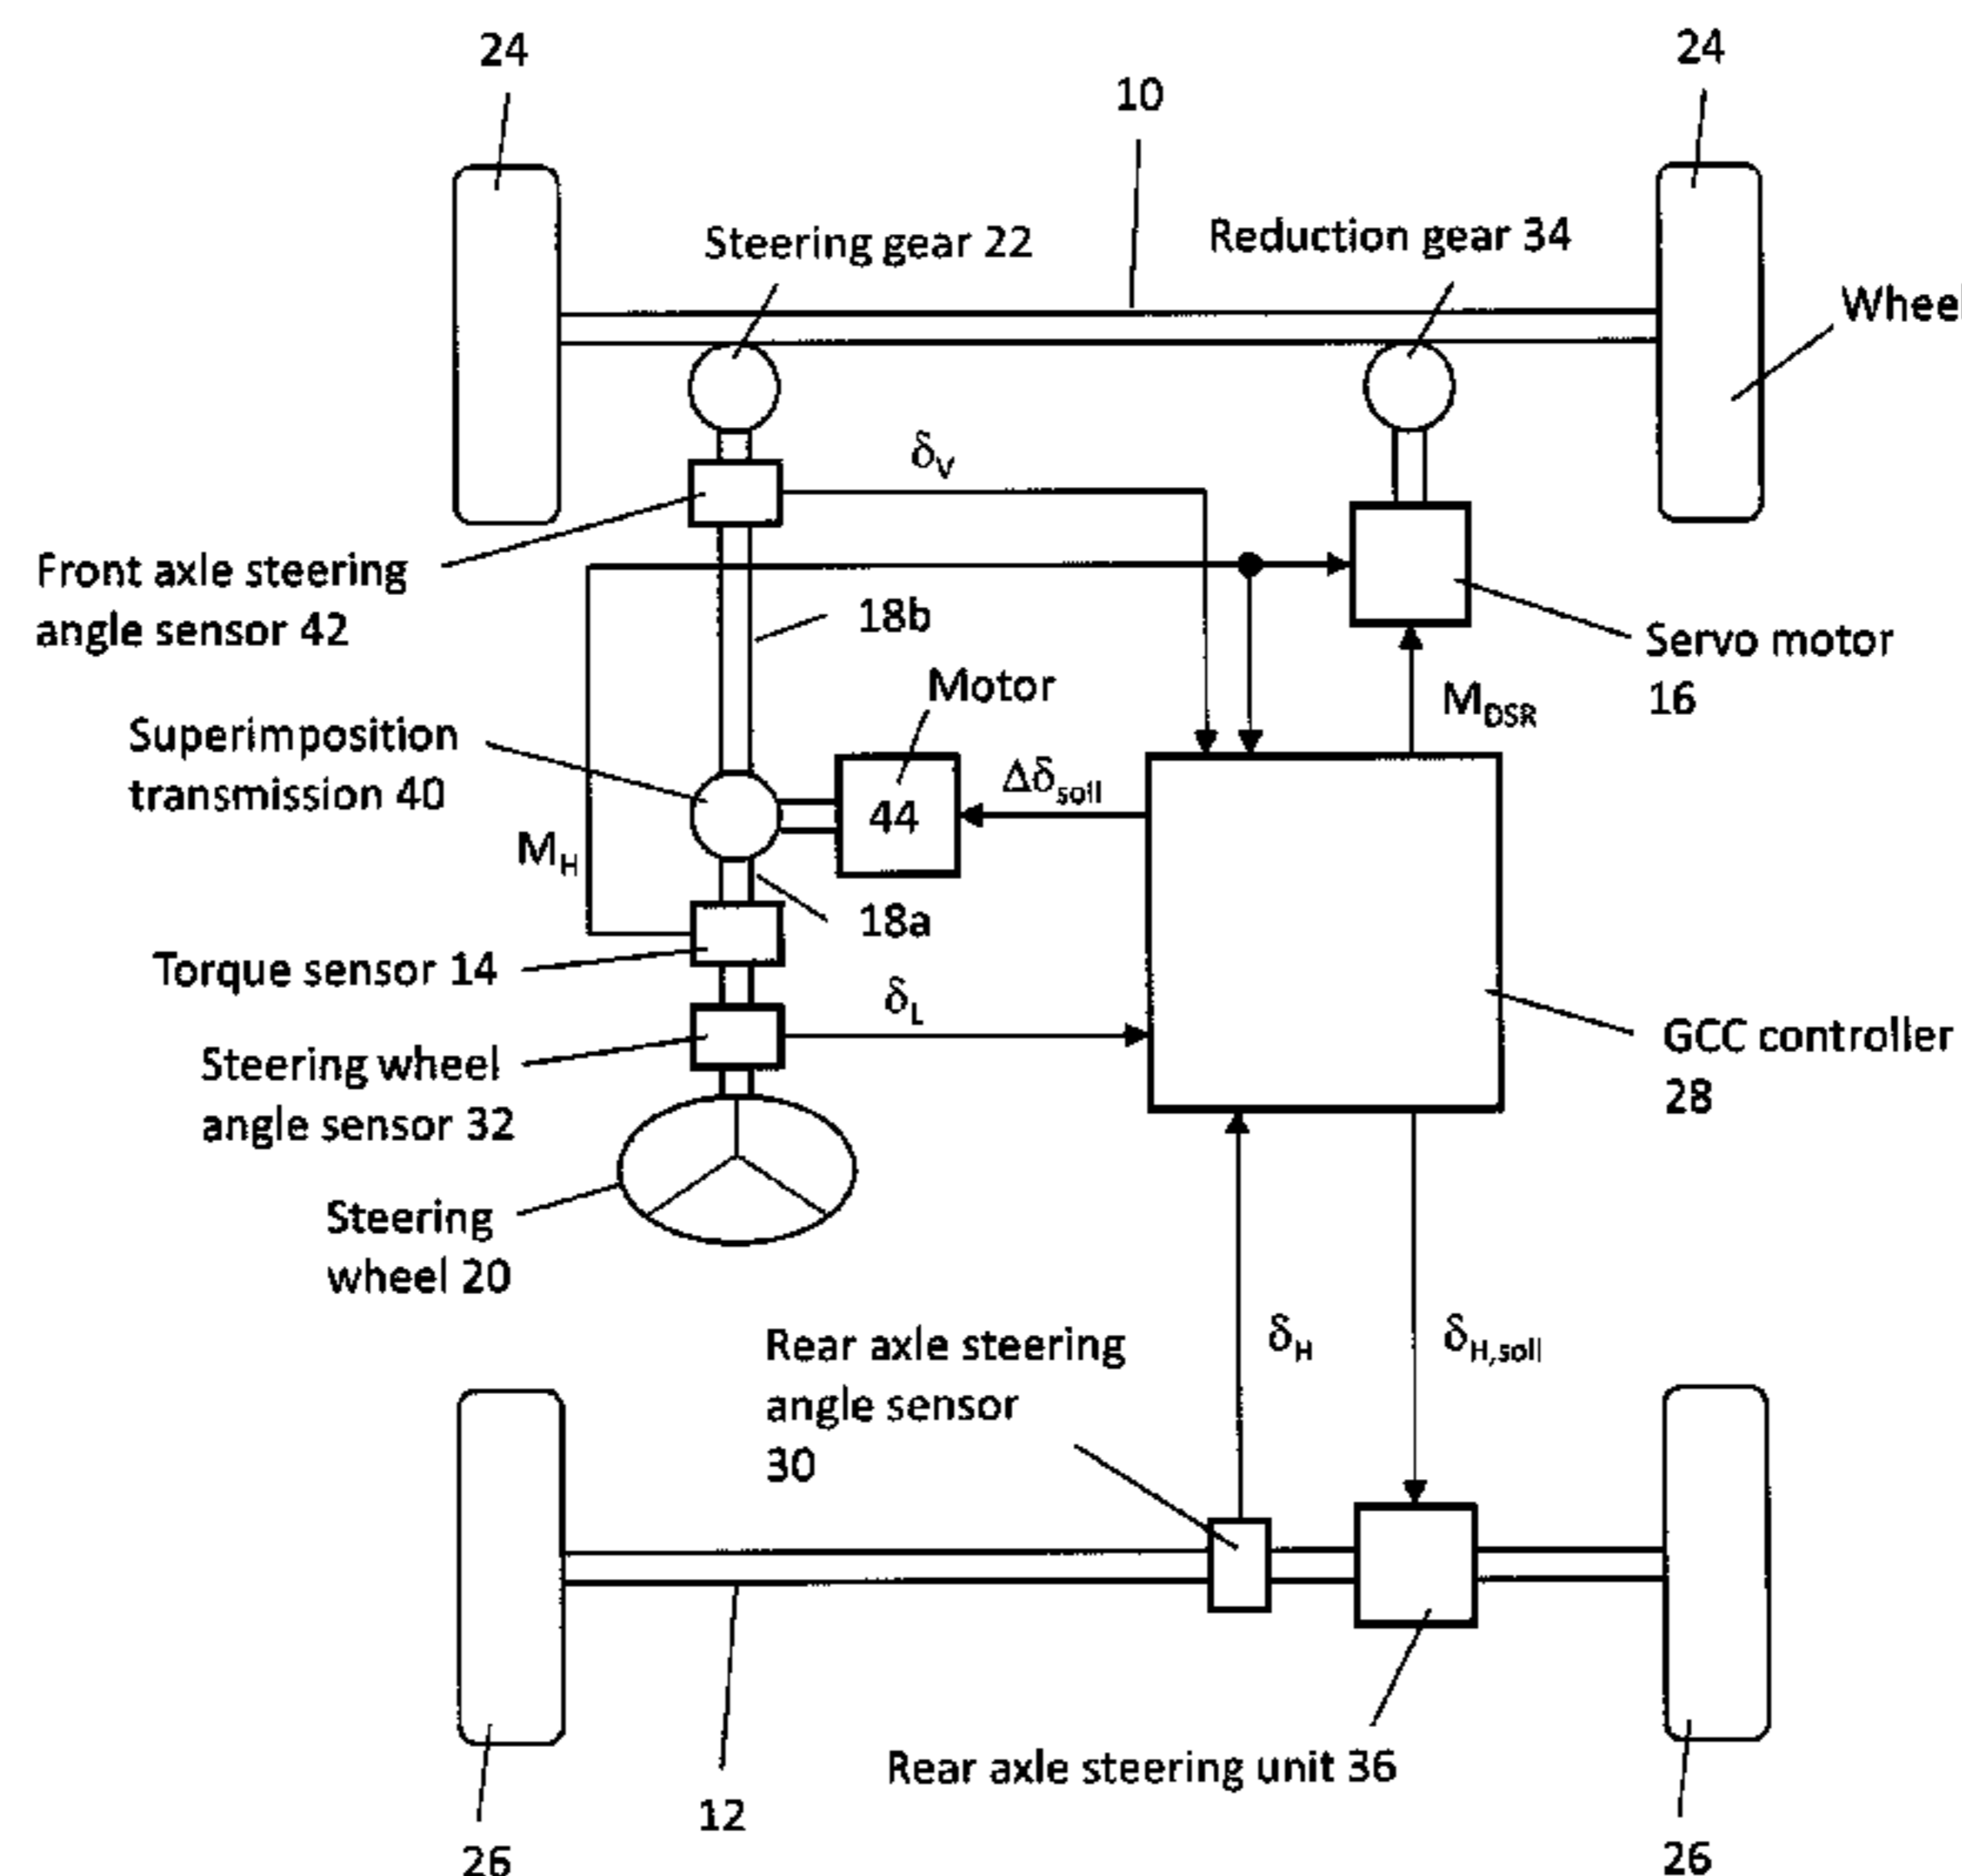 24
24
10
Steering gear 22
Reduction gear 34
Wheel
δV
Front axle steering
angle sensor 42
18b
Servo motor
16
Motor
MDSR
Superimposition
transmission 40
44
Δδsoll
MH
18a
Torque sensor 14
δL
Steering wheel
angle sensor 32
GCC controller
28
Steering
wheel 20
Rear axle steering
angle sensor
30
δH
δH,soll
Rear axle steering unit 36
12
26
26